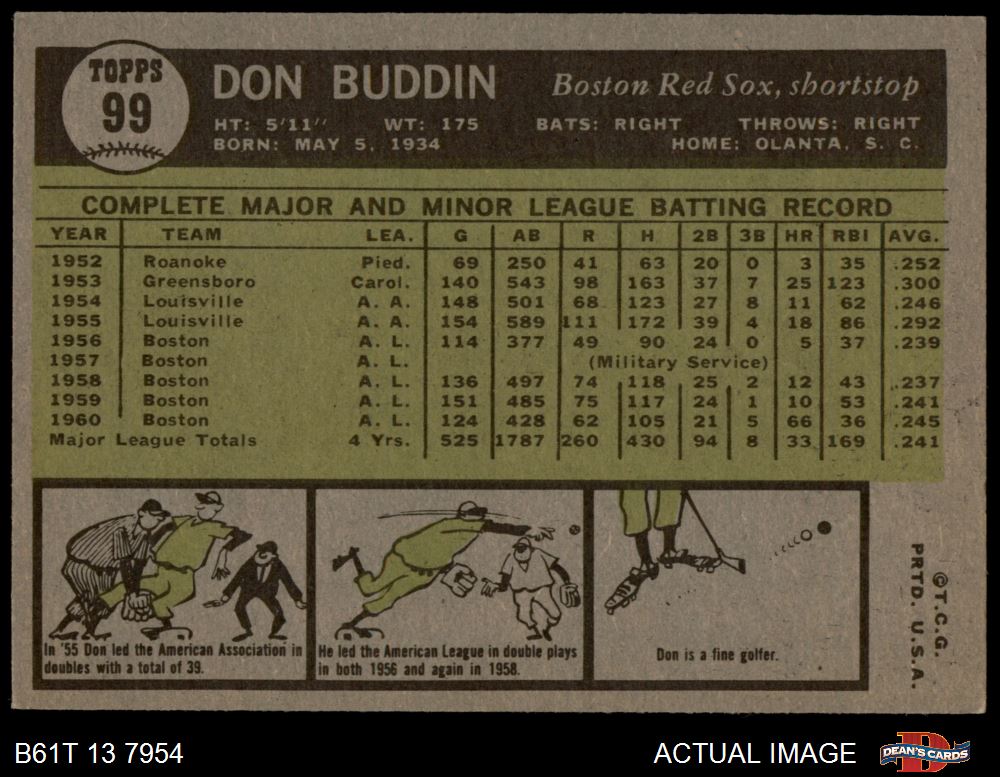 TOPPS
99
DON BUDDIN
Boston Red Sox, shortstop
HT: 5'11" WT: 175 BATS: RIGHT THROWS: RIGHT
BORN: MAY 5, 1934 HOME: OLANTA, S. C.
COMPLETE MAJOR AND MINOR LEAGUE BATTING RECORD
YEAR TEAM LEA. G AB R H 2B 3B HR RBI AVG.
1952 Roanoke Pied. 69 250 41 63 20 0 3 35 .252
1953 Greensboro Carol. 140 543 98 163 37 7 25 123 .300
1954 Louisville A. A. 148 501 68 123 27 8 11 62 .246
1955 Louisville A. A. 154 589 111 172 39 4 18 86 .292
1956 Boston A. L. 114 377 49 90 24 0 5 37 .239
1957 Boston A. L. (Military Service)
1958 Boston A. L. 136 497 74 118 25 2 12 43 .237
1959 Boston A. L. 151 485 75 117 24 1 10 53 .241
1960 Boston A. L. 124 428 62 105 21 5 66 36 .245
Major League Totals 4 Yrs. 525 1787 260 430 94 8 33 169 .241
In '55 Don led the American Association in
doubles with a total of 39.
He led the American League in double plays
in both 1956 and again in 1958.
Don is a fine golfer.
©T.C.G.
PRTD. U.S.A.
B61T 13 7954
ACTUAL IMAGE
D
DEAN'S CARDS